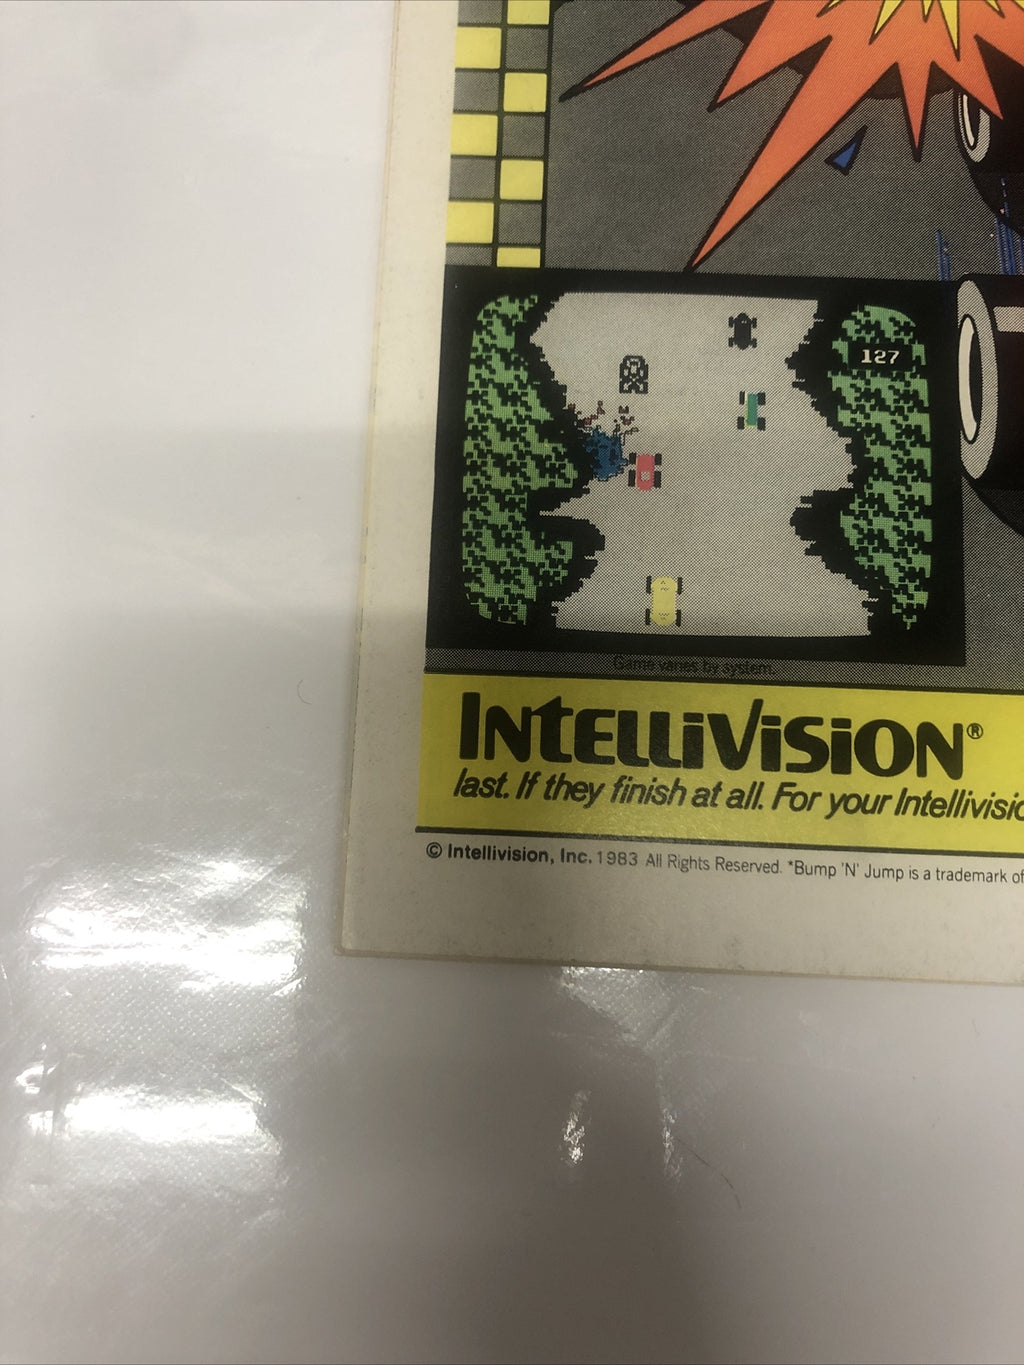 127
Game varies by system.
INTELLIVISION®
last. If they finish at all. For your Intellivisio
© Intellivision, Inc. 1983 All Rights Reserved. *Bump 'N' Jump is a trademark of